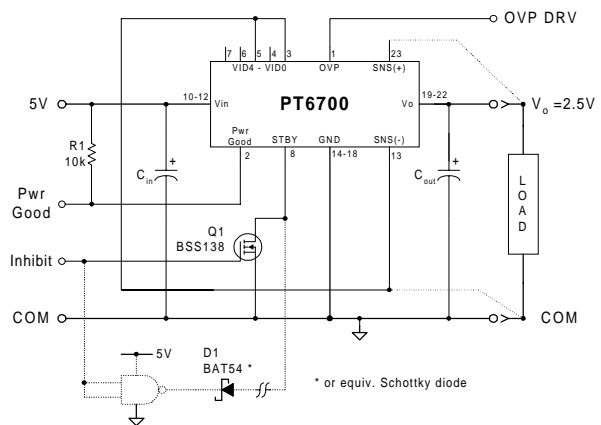 OVP DRV
7 6 5 4 3 1 23
VID4 - VID0 OVP SNS(+)
5V
10-12
Vin
PT6700
Vo
19-22
Vo =2.5V
R1
10k
Cin
+
Pwr
Good
STBY
GND
SNS(-)
2
8
14-18
13
Cout
+
L
O
A
D
Pwr
Good
Q1
BSS138
Inhibit
COM
COM
5V
D1
BAT54 *
* or equiv. Schottky diode